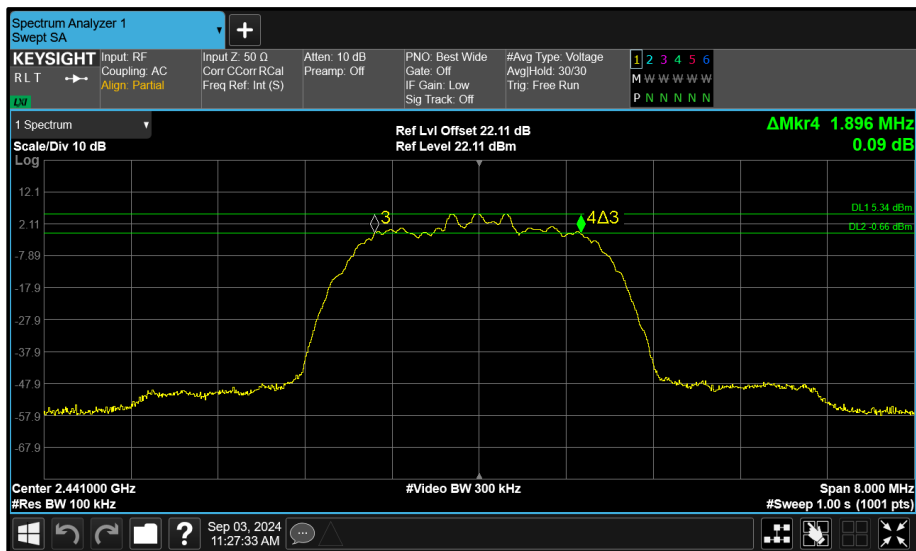 Spectrum Analyzer 1
Swept SA
+
KEYSIGHT
R L T
LXI
Input: RF
Coupling: AC
Align: Partial
Input Z: 50 Ω
Corr CCorr RCal
Freq Ref: Int (S)
Atten: 10 dB
Preamp: Off
PNO: Best Wide
Gate: Off
IF Gain: Low
Sig Track: Off
#Avg Type: Voltage
Avg|Hold: 30/30
Trig: Free Run
1 2 3 4 5 6
M W W W W W
P N N N N N
1 Spectrum
Scale/Div 10 dB
Log
Ref Lvl Offset 22.11 dB
Ref Level 22.11 dBm
ΔMkr4 1.896 MHz
0.09 dB
12.1
DL1 5.34 dBm
3
4Δ3
2.11
DL2 -0.66 dBm
-7.89
-17.9
-27.9
-37.9
-47.9
-57.9
-67.9
Center 2.441000 GHz
#Video BW 300 kHz
Span 8.000 MHz
#Res BW 100 kHz
#Sweep 1.00 s (1001 pts)
?
Sep 03, 2024
11:27:33 AM